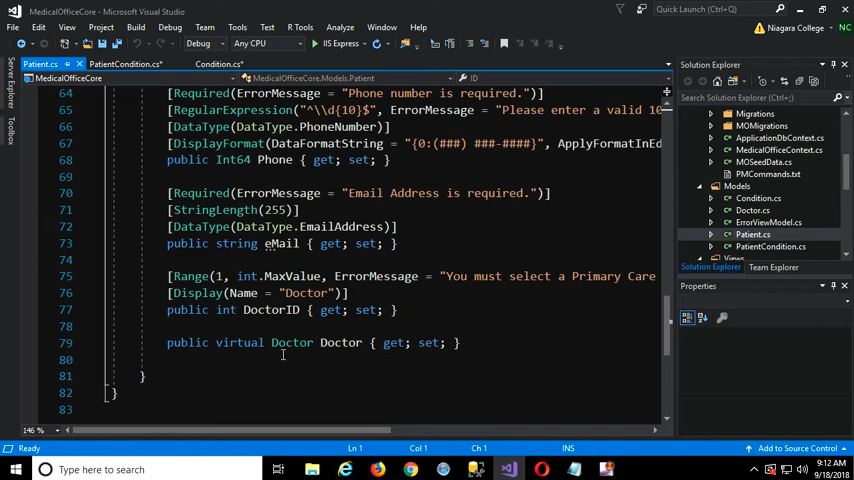 MedicalOfficeCore - Microsoft Visual Studio
Quick Launch (Ctrl+Q)
File Edit View Project Build Debug Team Tools Test R Tools Analyze Window Help
Niagara College NC
Debug Any CPU IIS Express
Patient.cs PatientCondition.cs* Condition.cs*
MedicalOfficeCore MedicalOfficeCore.Models.Patient ID
Server Explorer
Toolbox
64 [Required(ErrorMessage = "Phone number is required.")]
65 [RegularExpression("^\\d{10}$", ErrorMessage = "Please enter a valid 10
66 [DataType(DataType.PhoneNumber)]
67 [DisplayFormat(DataFormatString = "{0:(###) ###-####}", ApplyFormatInEd
68 public Int64 Phone { get; set; }
69
70 [Required(ErrorMessage = "Email Address is required.")]
71 [StringLength(255)]
72 [DataType(DataType.EmailAddress)]
73 public string eMail { get; set; }
74
75 [Range(1, int.MaxValue, ErrorMessage = "You must select a Primary Care
76 [Display(Name = "Doctor")]
77 public int DoctorID { get; set; }
78
79 public virtual Doctor Doctor { get; set; }
80
81 }
82 }
83
146 %
Solution Explorer
Search Solution Explorer (Ctrl+;)
Migrations
MOMigrations
ApplicationDbContext.cs
MedicalOfficeContext.cs
MOSeedData.cs
PMCommands.txt
Models
Condition.cs
Doctor.cs
ErrorViewModel.cs
Patient.cs
PatientCondition.cs
Views
Solution Explorer Team Explorer
Properties
Ready Ln 1 Col 1 Ch 1 INS Add to Source Control
Type here to search
9:12 AM
9/18/2018